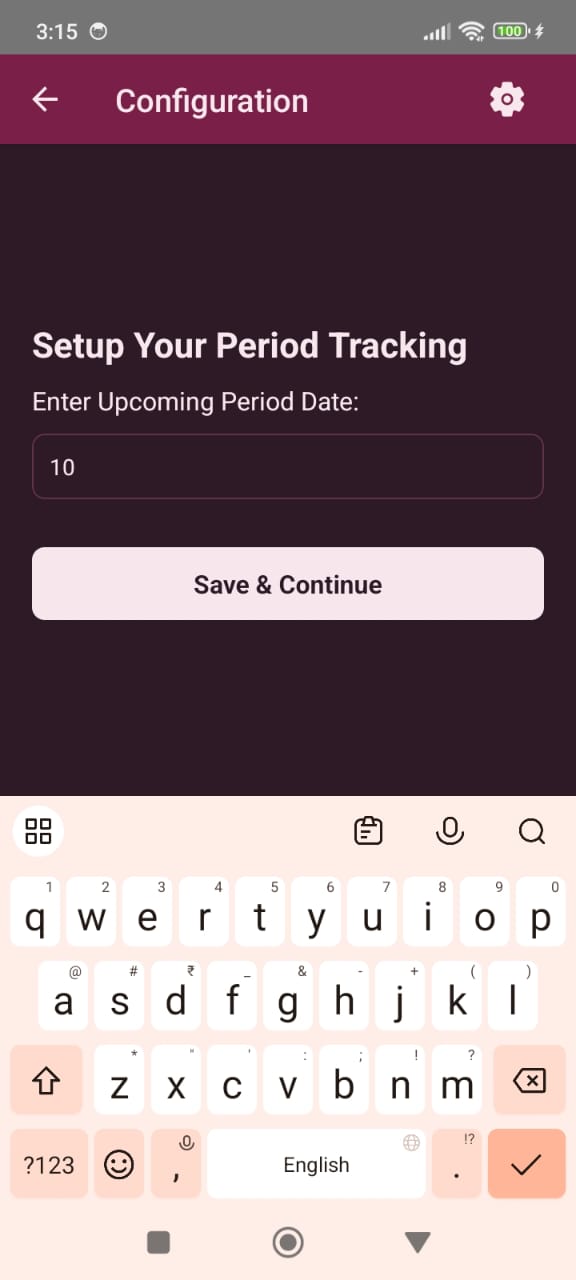 3:15
100
Configuration
Setup Your Period Tracking
Enter Upcoming Period Date:
10
Save & Continue
1 2 3 4 5 6 7 8 9 0
q w e r t y u i o p
@ # ₹ _ & - + ( )
a s d f g h j k l
* " ' : ; ! ?
z x c v b n m
!?
?123 , English .